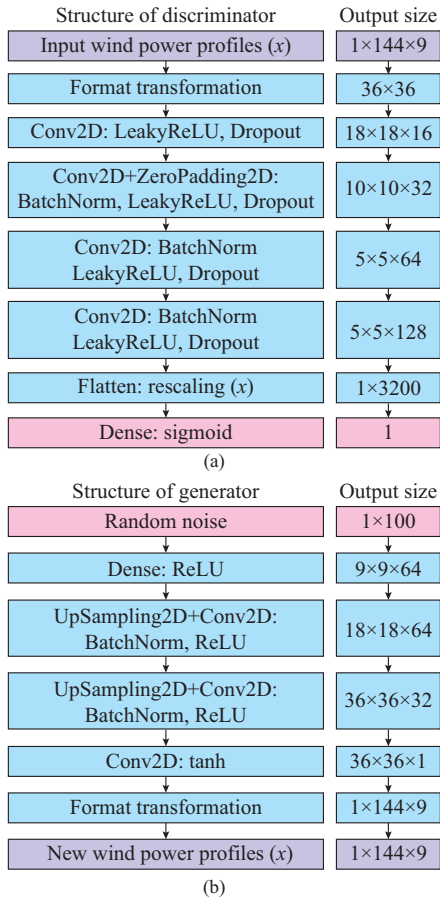 Structure of discriminator Output size
Input wind power profiles (x) 1×144×9
Format transformation 36×36
Conv2D: LeakyReLU, Dropout 18×18×16
Conv2D+ZeroPadding2D:
BatchNorm, LeakyReLU, Dropout 10×10×32
Conv2D: BatchNorm
LeakyReLU, Dropout 5×5×64
Conv2D: BatchNorm
LeakyReLU, Dropout 5×5×128
Flatten: rescaling (x) 1×3200
Dense: sigmoid 1
(a)
Structure of generator Output size
Random noise 1×100
Dense: ReLU 9×9×64
UpSampling2D+Conv2D:
BatchNorm, ReLU 18×18×64
UpSampling2D+Conv2D:
BatchNorm, ReLU 36×36×32
Conv2D: tanh 36×36×1
Format transformation 1×144×9
New wind power profiles (x) 1×144×9
(b)